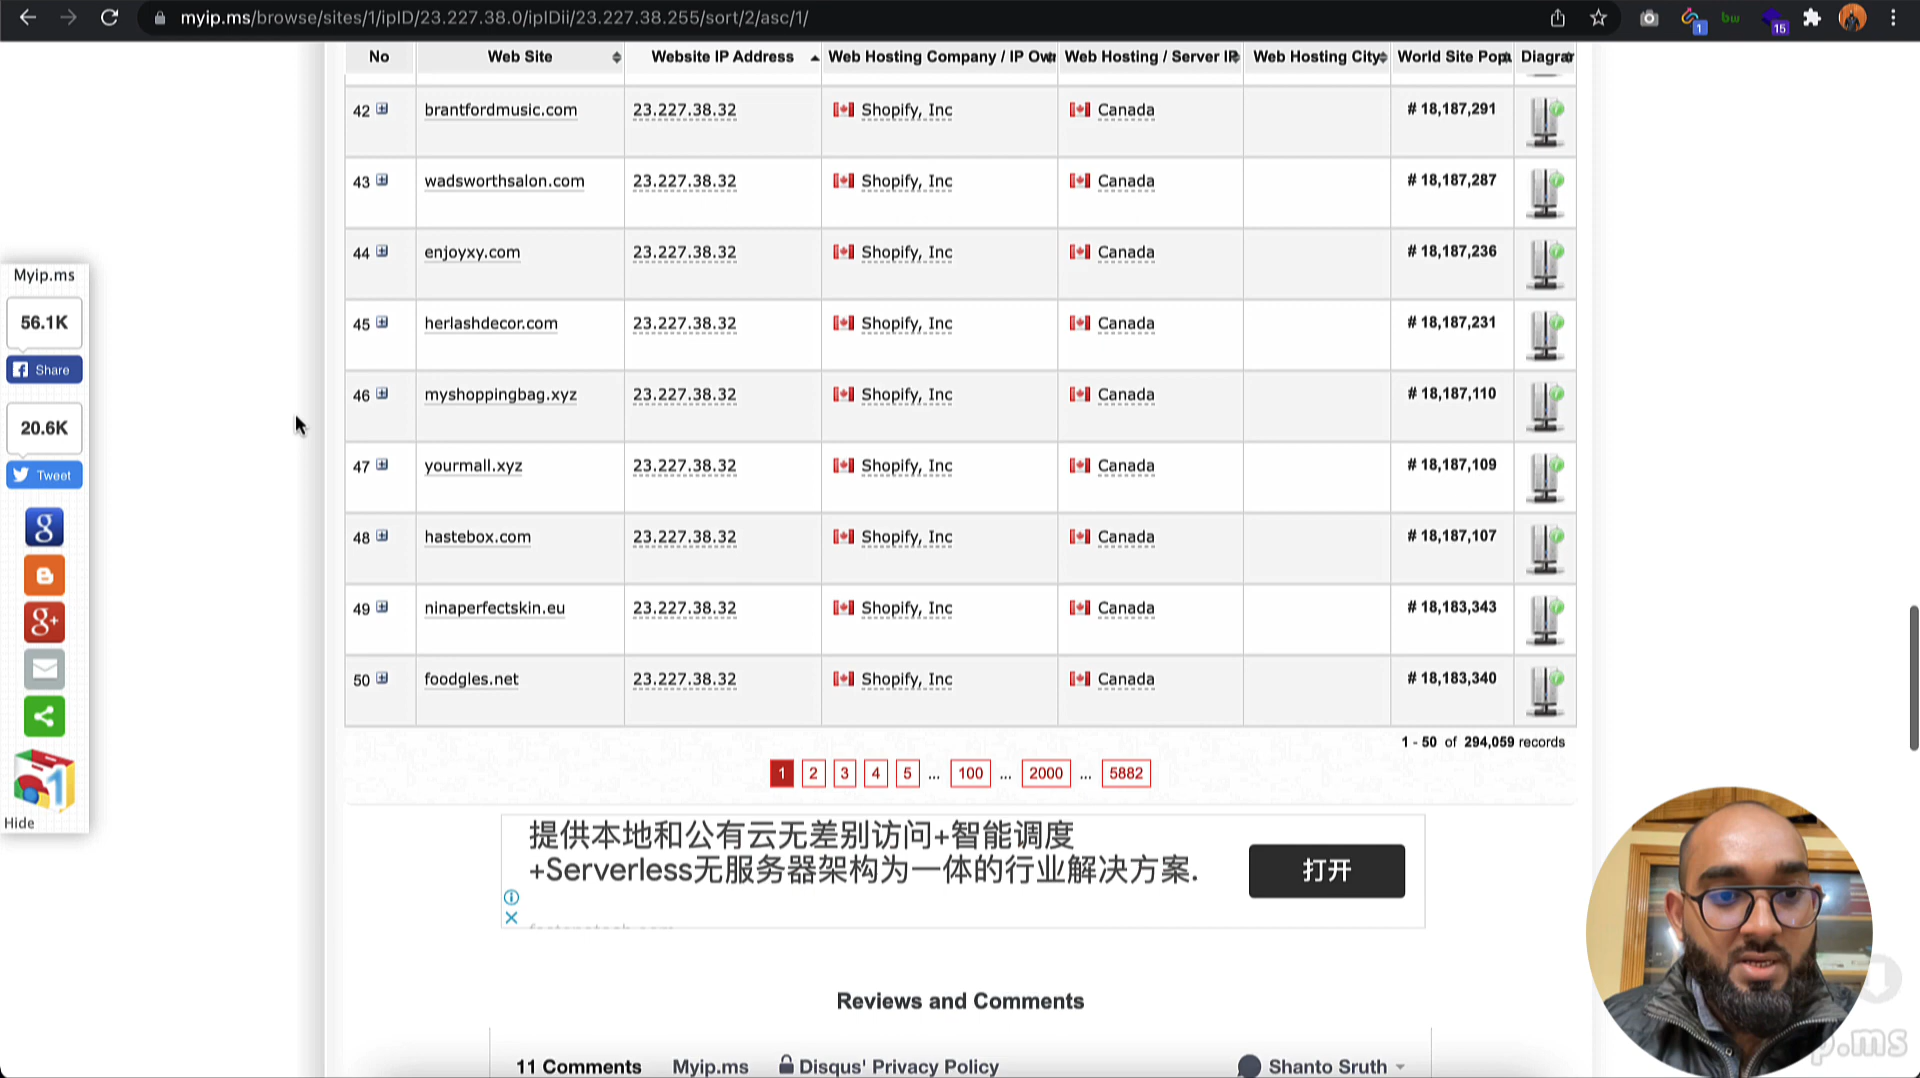 myip.ms/browse/sites/1/ipID/23.227.38.0/ipIDii/23.227.38.255/sort/2/asc/1/
bw
1
15
No Web Site Website IP Address Web Hosting Company / IP Owr Web Hosting / Server IP Web Hosting City World Site Pop Diagrar
42 brantfordmusic.com 23.227.38.32 Shopify, Inc Canada # 18,187,291
43 wadsworthsalon.com 23.227.38.32 Shopify, Inc Canada # 18,187,287
44 enjoyxy.com 23.227.38.32 Shopify, Inc Canada # 18,187,236
45 herlashdecor.com 23.227.38.32 Shopify, Inc Canada # 18,187,231
46 myshoppingbag.xyz 23.227.38.32 Shopify, Inc Canada # 18,187,110
47 yourmall.xyz 23.227.38.32 Shopify, Inc Canada # 18,187,109
48 hastebox.com 23.227.38.32 Shopify, Inc Canada # 18,187,107
49 ninaperfectskin.eu 23.227.38.32 Shopify, Inc Canada # 18,183,343
50 foodgles.net 23.227.38.32 Shopify, Inc Canada # 18,183,340
1 - 50 of 294,059 records
1 2 3 4 5 ... 100 ... 2000 ... 5882
Myip.ms
56.1K
Share
20.6K
Tweet
g
g+
1
Hide
提供本地和公有云无差别访问+智能调度
+Serverless无服务器架构为一体的行业解决方案.
打开
Reviews and Comments
11 Comments Myip.ms Disqus' Privacy Policy Shanto Sruth
p.ms